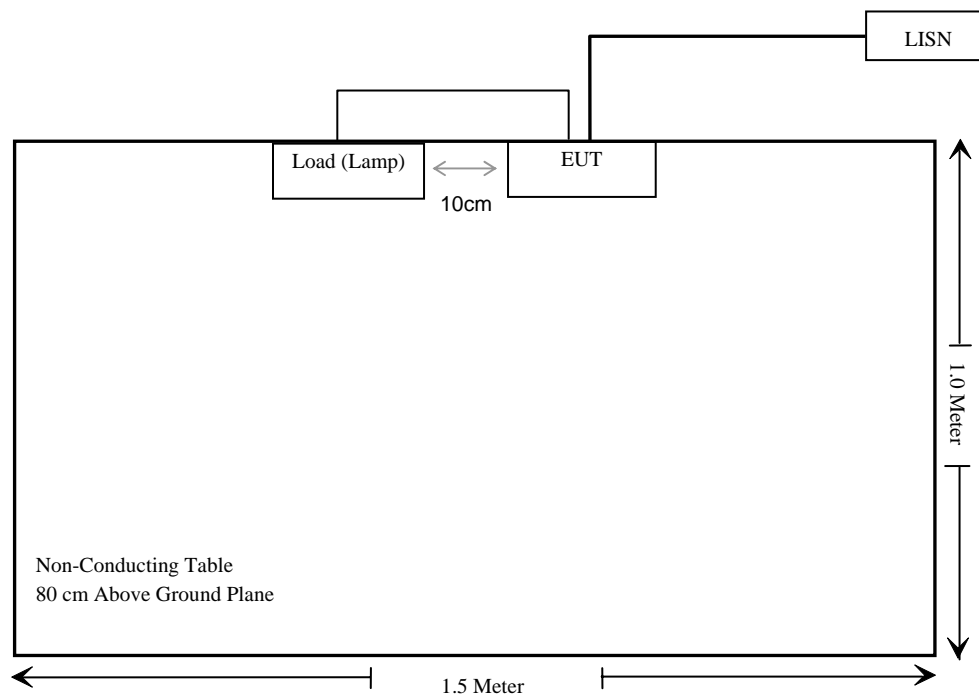 LISN
Load (Lamp)
EUT
10cm
1.0 Meter
Non-Conducting Table
80 cm Above Ground Plane
1.5 Meter